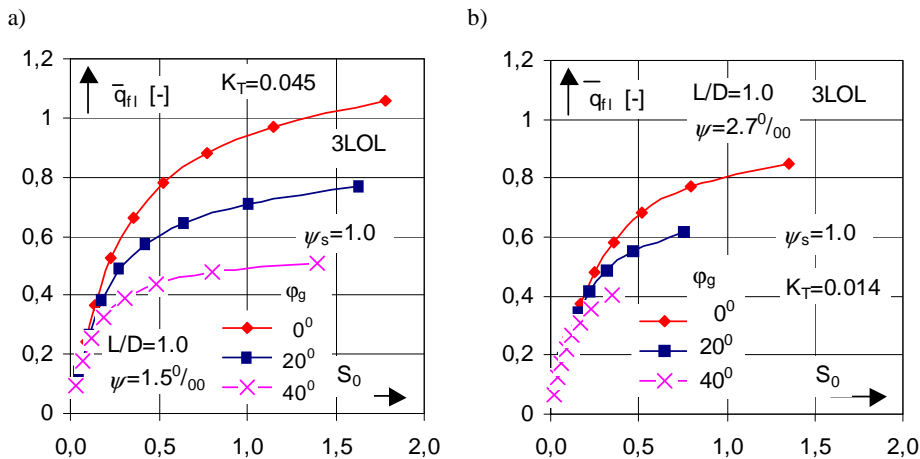 a)
1,2
q̅fl [-]
KT=0.045
1
3LOL
0,8
0,6
ψs=1.0
0,4
φg
0⁰
0,2
L/D=1.0
20⁰
ψ=1.5⁰/₀₀
40⁰
S₀
0
0,0 0,5 1,0 1,5 2,0
b)
1,2
q̅fl [-]
L/D=1.0 3LOL
ψ=2.7⁰/₀₀
1
0,8
0,6
ψs=1.0
0,4
φg
KT=0.014
0⁰
0,2
20⁰
40⁰
S₀
0
0,0 0,5 1,0 1,5 2,0